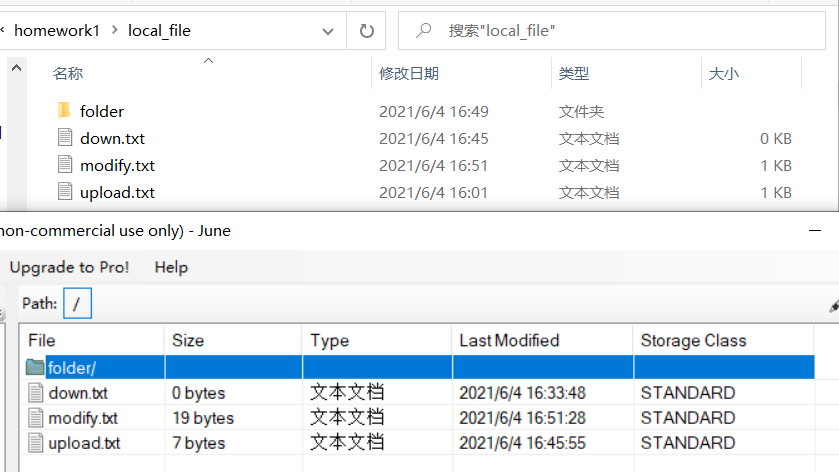 homework1 > local_file 搜索"local_file"
名称 修改日期 类型 大小
folder 2021/6/4 16:49 文件夹
down.txt 2021/6/4 16:45 文本文档 0 KB
modify.txt 2021/6/4 16:51 文本文档 1 KB
upload.txt 2021/6/4 16:01 文本文档 1 KB
non-commercial use only) - June
Upgrade to Pro! Help
Path: /
File Size Type Last Modified Storage Class
folder/
down.txt 0 bytes 文本文档 2021/6/4 16:33:48 STANDARD
modify.txt 19 bytes 文本文档 2021/6/4 16:51:28 STANDARD
upload.txt 7 bytes 文本文档 2021/6/4 16:45:55 STANDARD